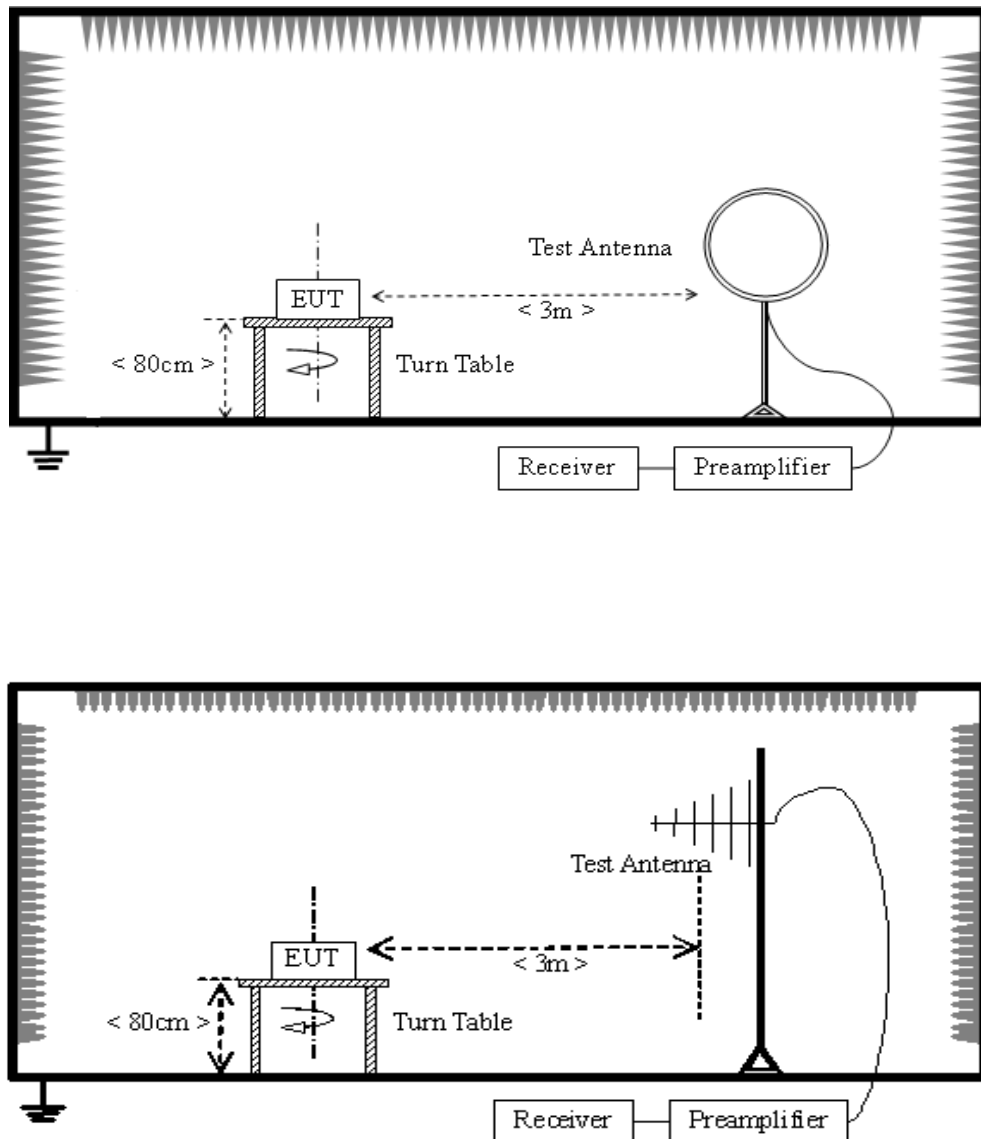 Test Antenna
EUT
< 3m >
< 80cm >
Turn Table
Receiver
Preamplifier
Test Antenna
EUT
< 3m >
< 80cm >
Turn Table
Receiver
Preamplifier